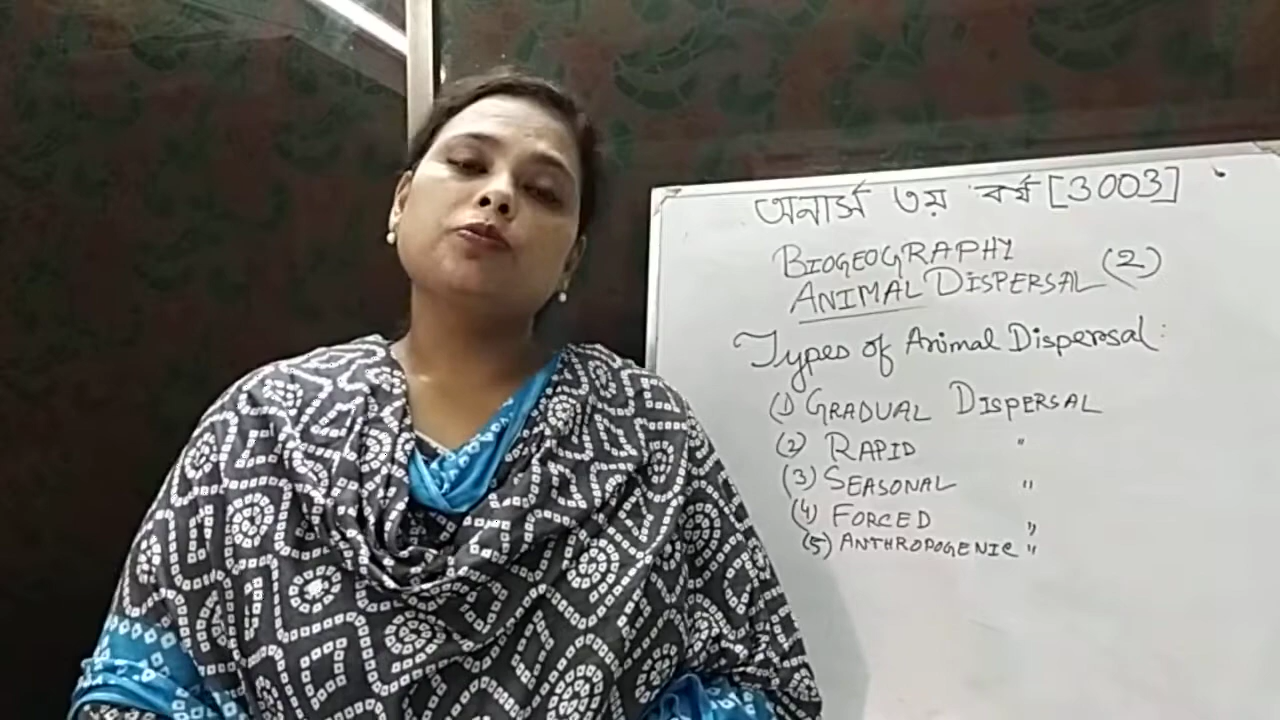 অনার্স ৩য় বর্ষ [3003]
BIOGEOGRAPHY
ANIMAL DISPERSAL (2)
Types of Animal Dispersal:
(1) GRADUAL DISPERSAL
(2) RAPID "
(3) SEASONAL "
(4) FORCED "
(5) ANTHROPOGENIC "